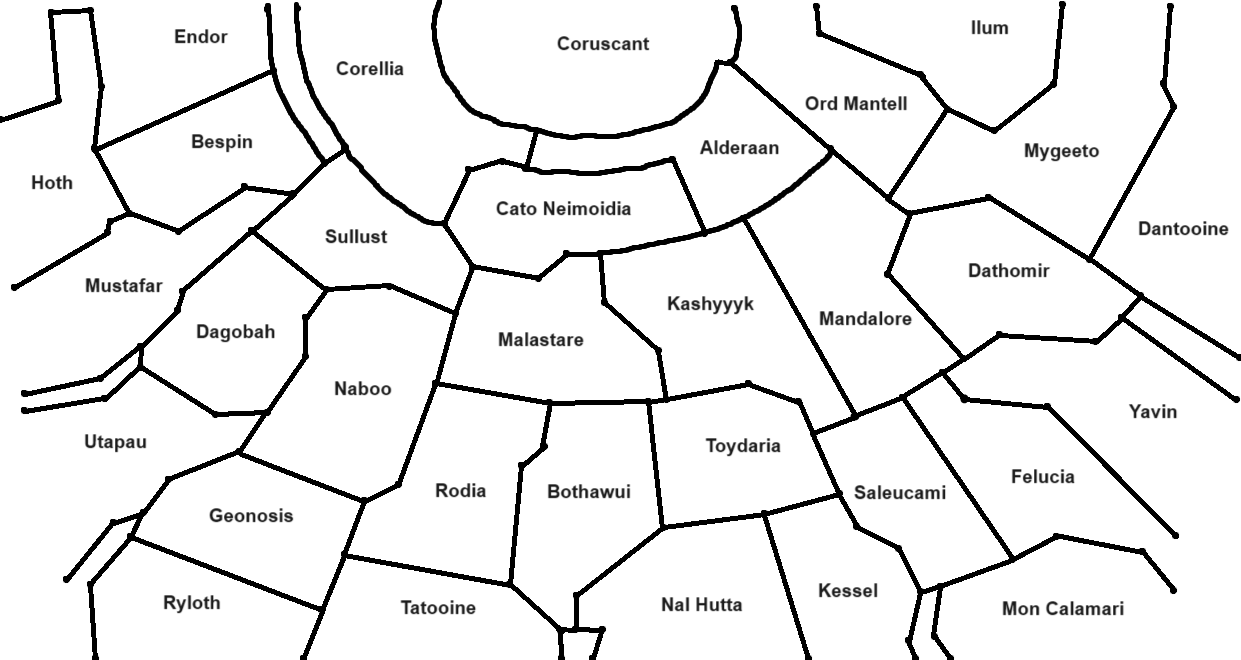 Ilum
Endor
Coruscant
Corellia
Ord Mantell
Bespin
Alderaan
Mygeeto
Hoth
Cato Neimoidia
Dantooine
Sullust
Dathomir
Mustafar
Kashyyyk
Mandalore
Dagobah
Malastare
Naboo
Yavin
Utapau
Toydaria
Felucia
Rodia
Bothawui
Saleucami
Geonosis
Kessel
Ryloth
Tatooine
Nal Hutta
Mon Calamari